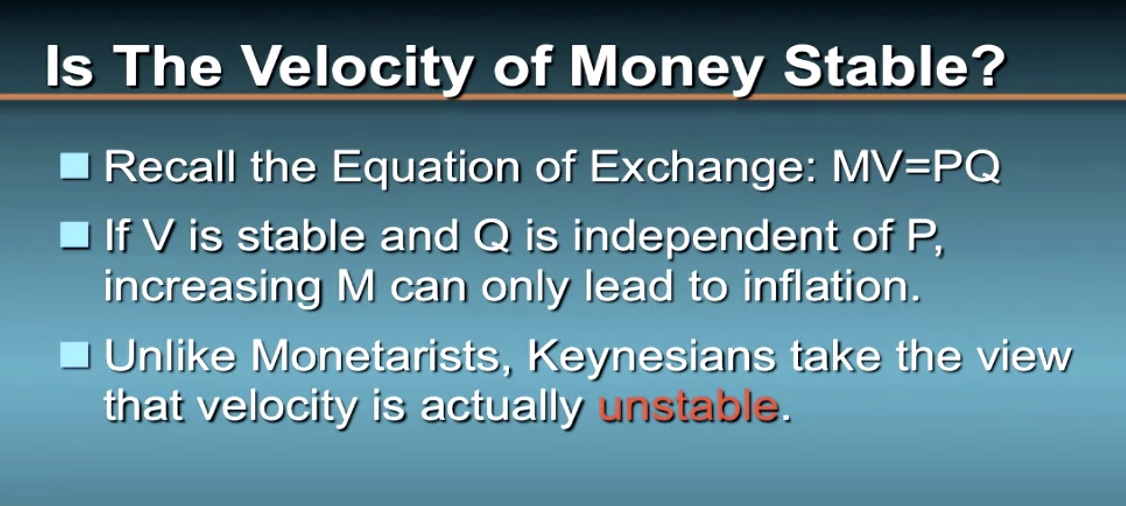 Is The Velocity of Money Stable?
Recall the Equation of Exchange: MV=PQ
If V is stable and Q is independent of P,
increasing M can only lead to inflation.
Unlike Monetarists, Keynesians take the view
that velocity is actually unstable.